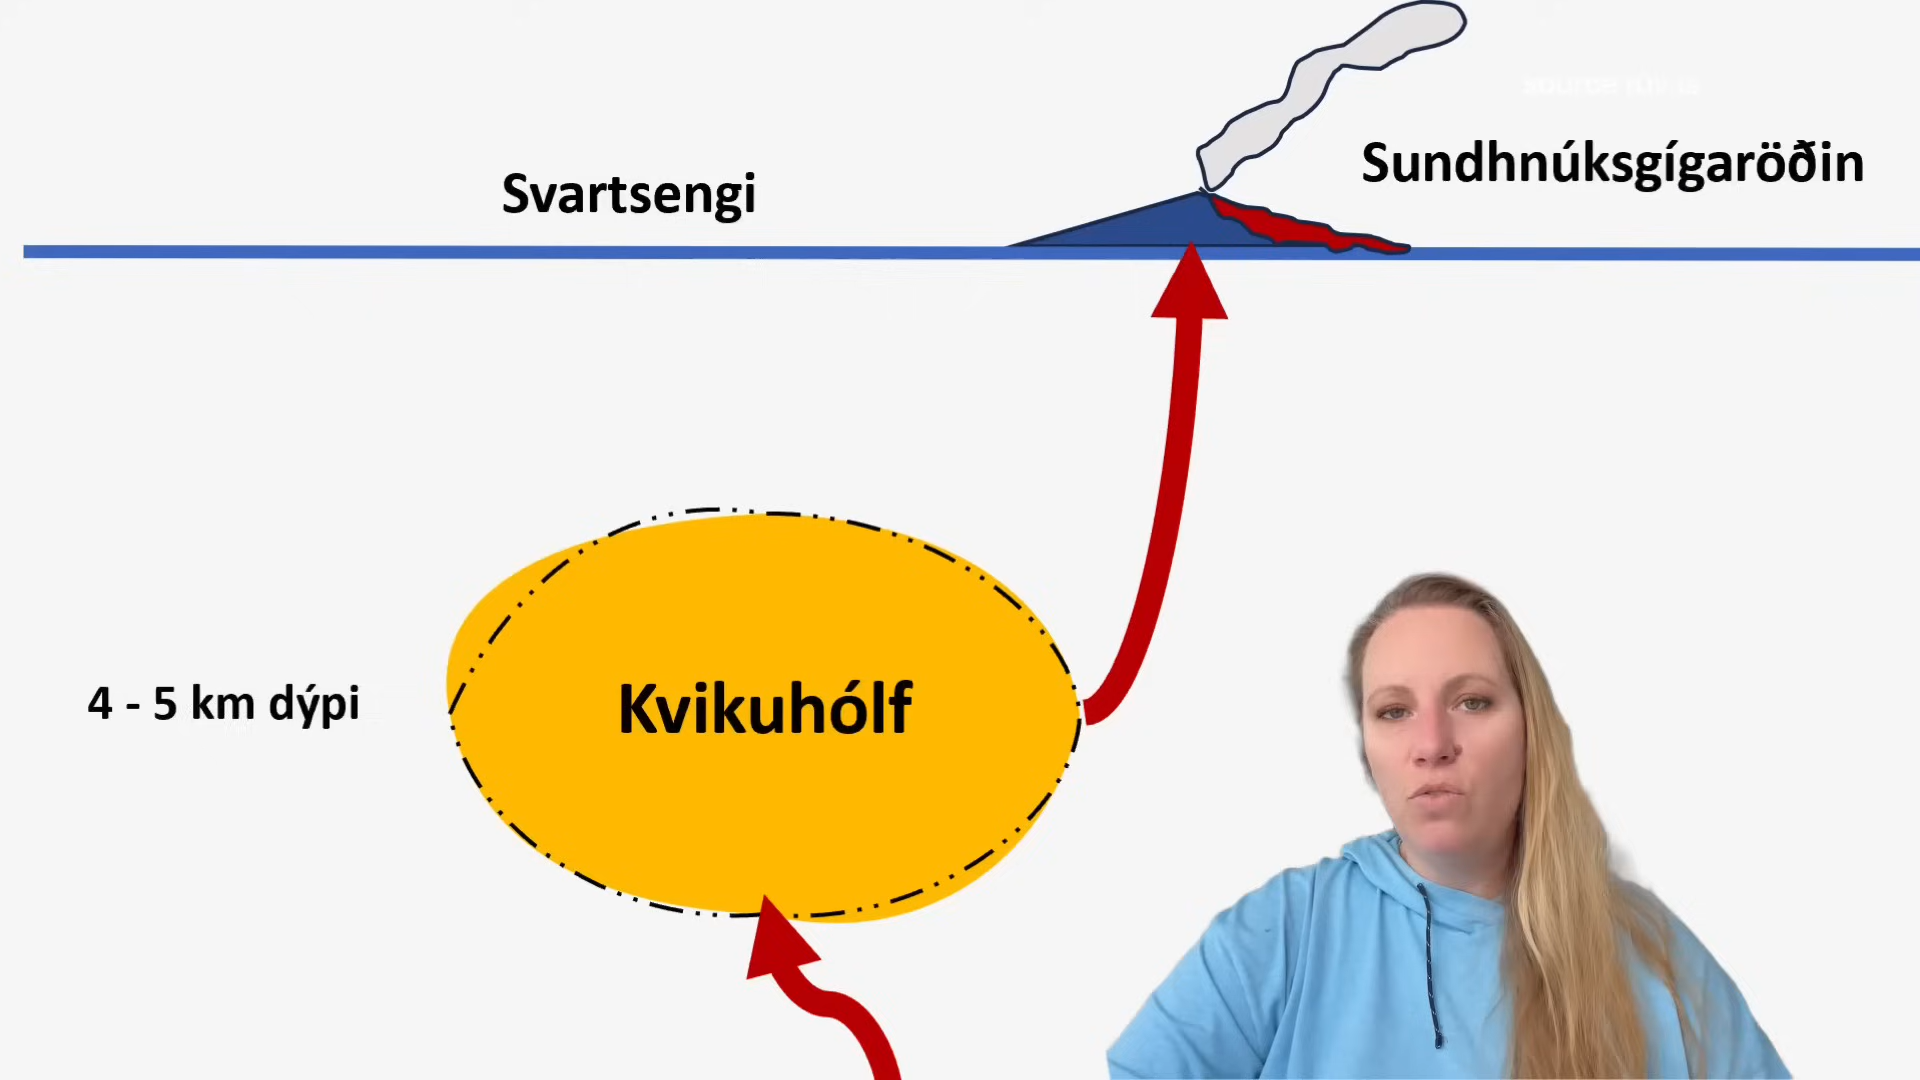 Svartsengi
Sundhnúksgígaröðin
4 - 5 km dýpi
Kvikuhólf